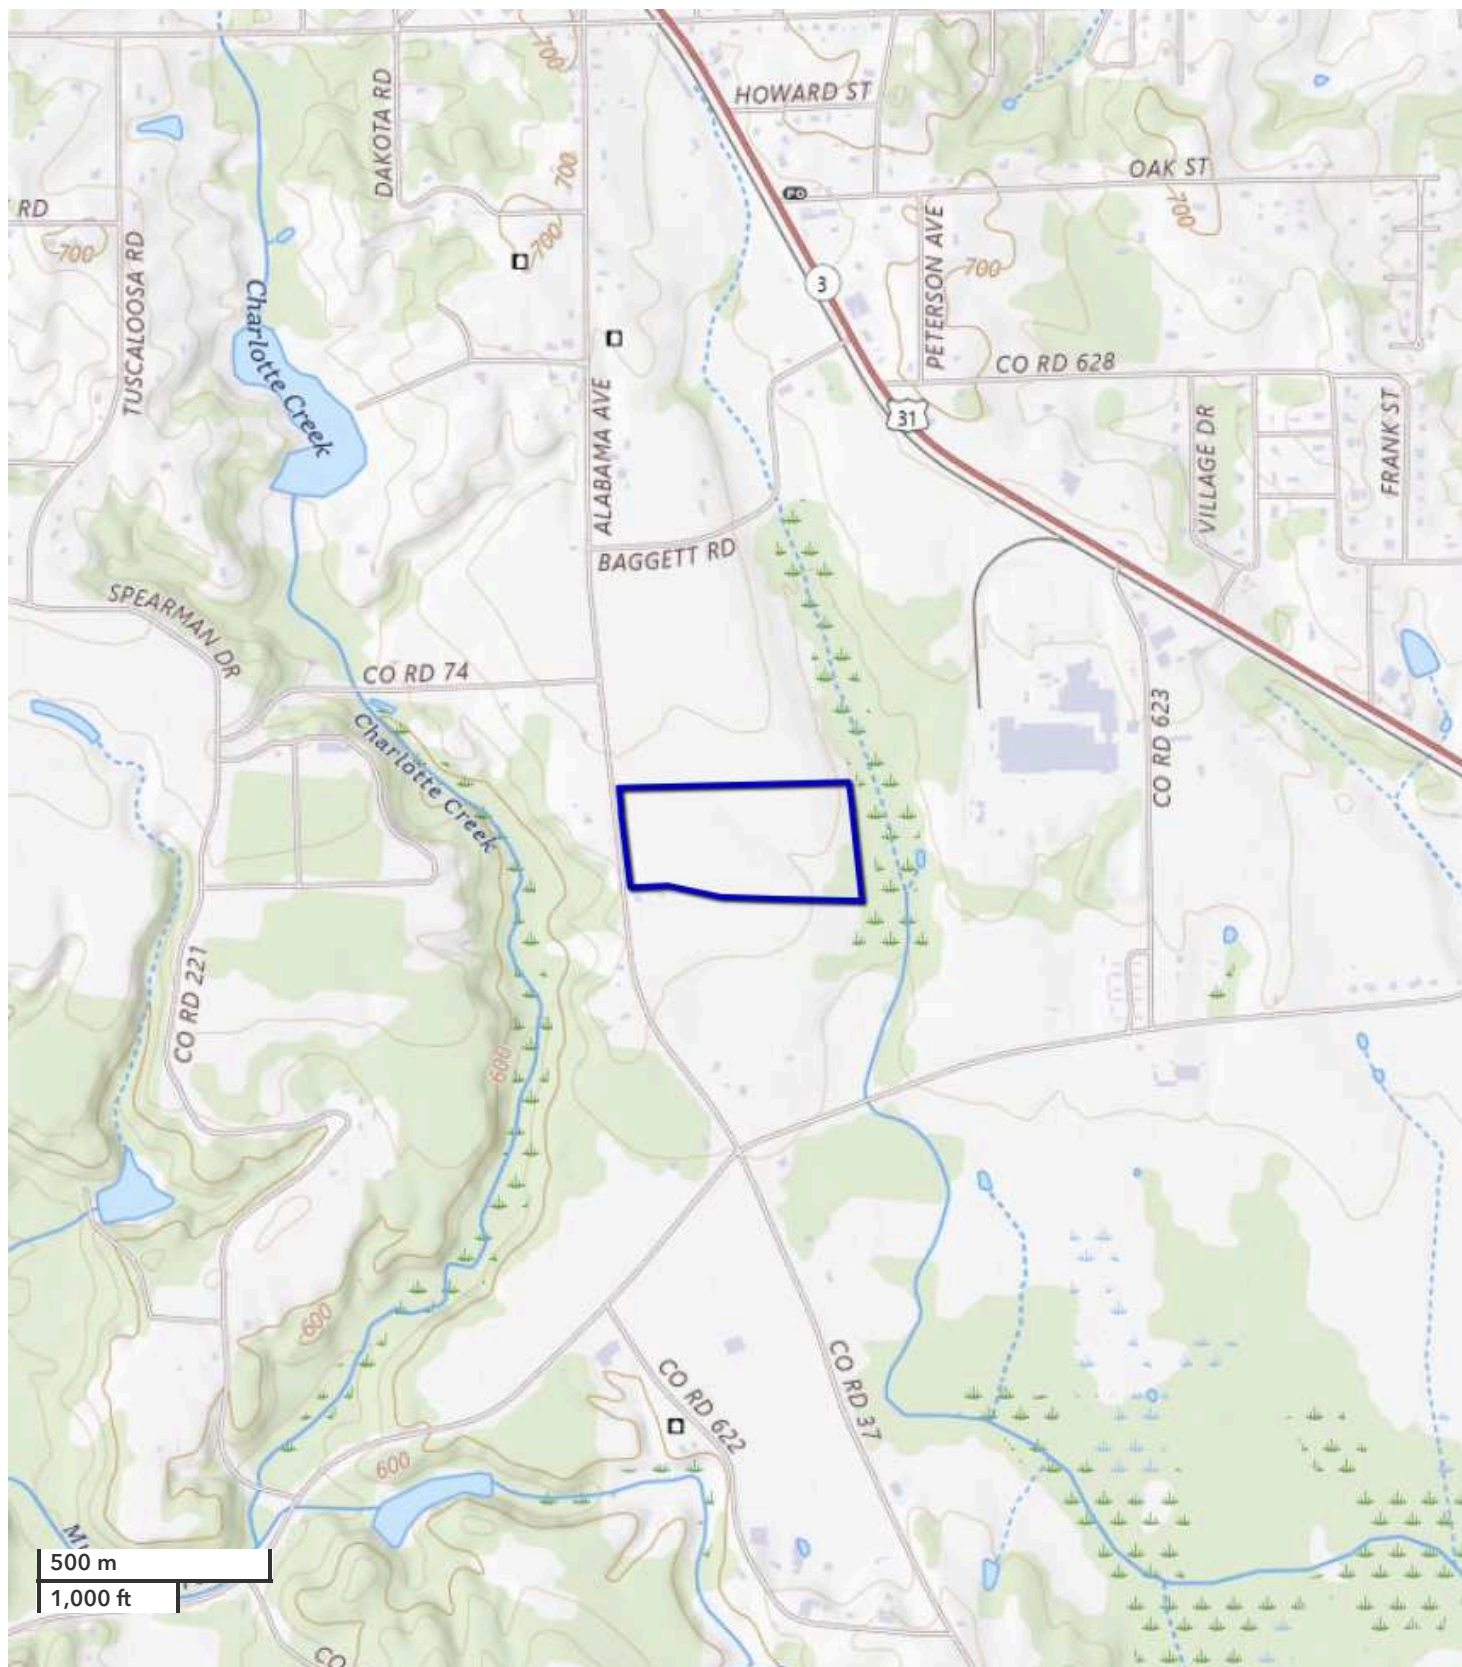 700
HOWARD ST
DAKOTA RD
700
OAK ST
RD
700
700
PO
TUSCALOOSA RD
700
PETERSON AVE
700
3
Charlotte Creek
CO RD 628
31
ALABAMA AVE
VILLAGE DR
FRANK ST
BAGGETT RD
SPEARMAN DR
CO RD 74
CO RD 623
Charlotte Creek
CO RD 221
600
600
CO RD 37
CO RD 622
600
500 m
1,000 ft
CO